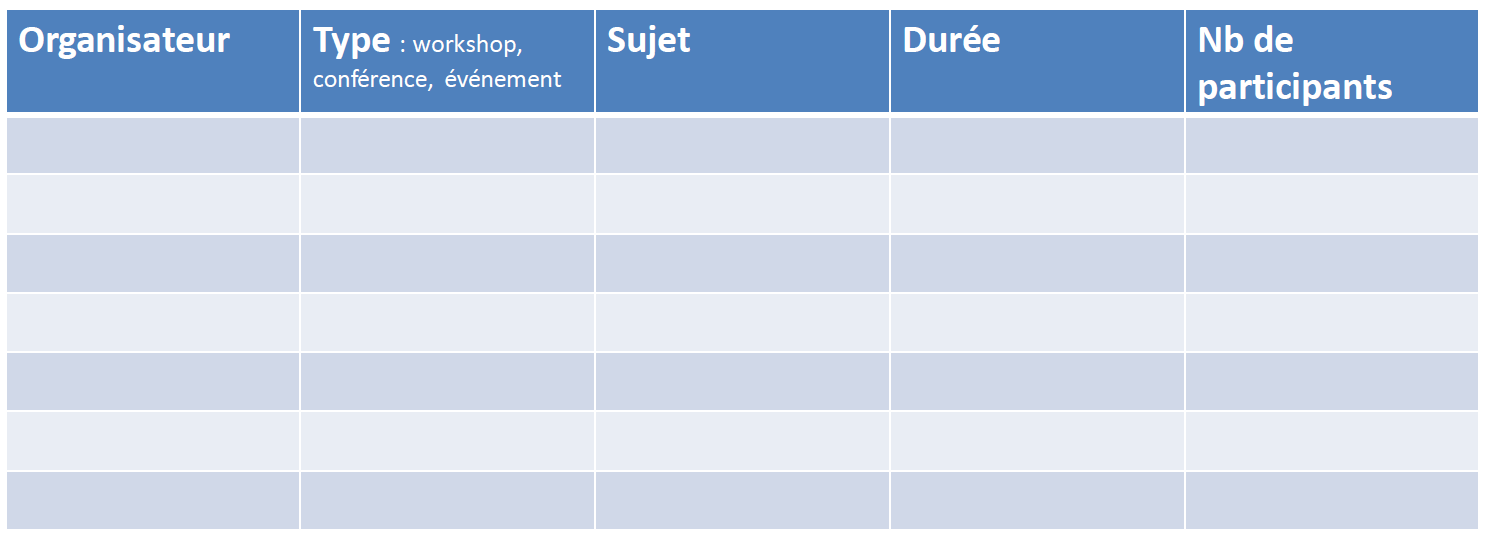 Organisateur
Type : workshop,
conférence, événement
Sujet
Durée
Nb de
participants